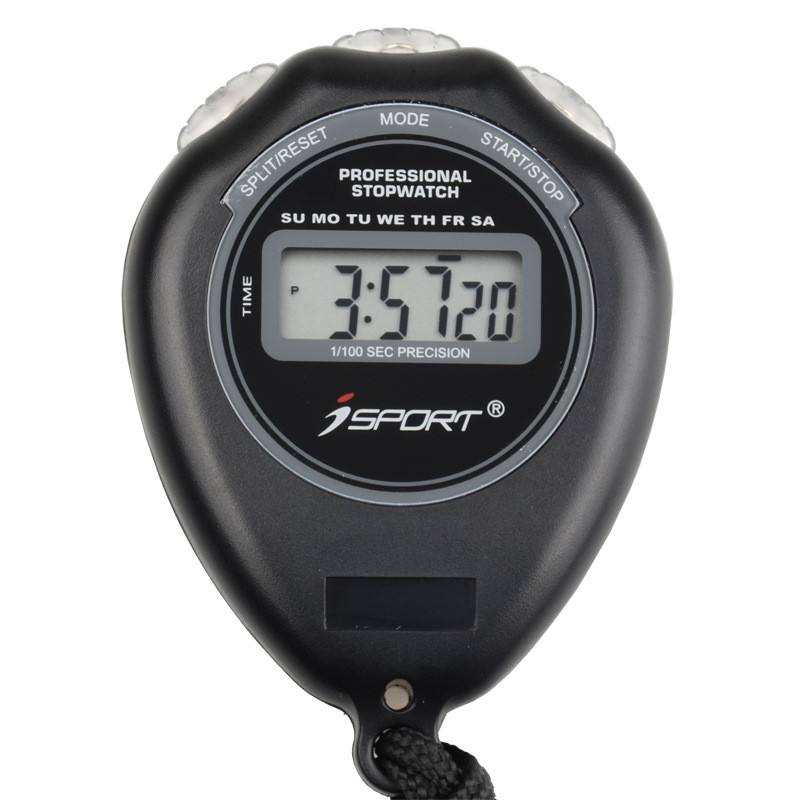 MODE
SPLIT/RESET
START/STOP
PROFESSIONAL
STOPWATCH
SU MO TU WE TH FR SA
TIME
P 3:57 20
1/100 SEC PRECISION
iSPORT®